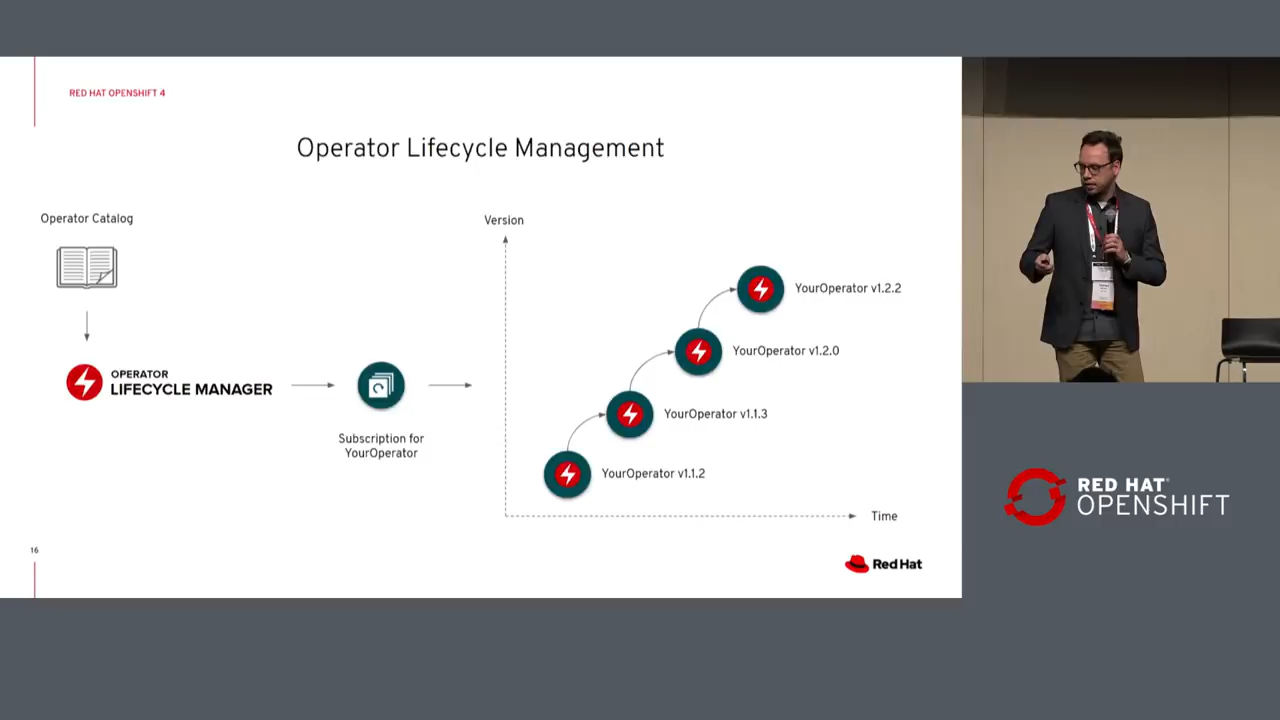 RED HAT OPENSHIFT 4
Operator Lifecycle Management
Operator Catalog
OPERATOR
LIFECYCLE MANAGER
Subscription for
YourOperator
Version
YourOperator v1.2.2
YourOperator v1.2.0
YourOperator v1.1.3
YourOperator v1.1.2
Time
16
Red Hat
RED HAT®
OPENSHIFT